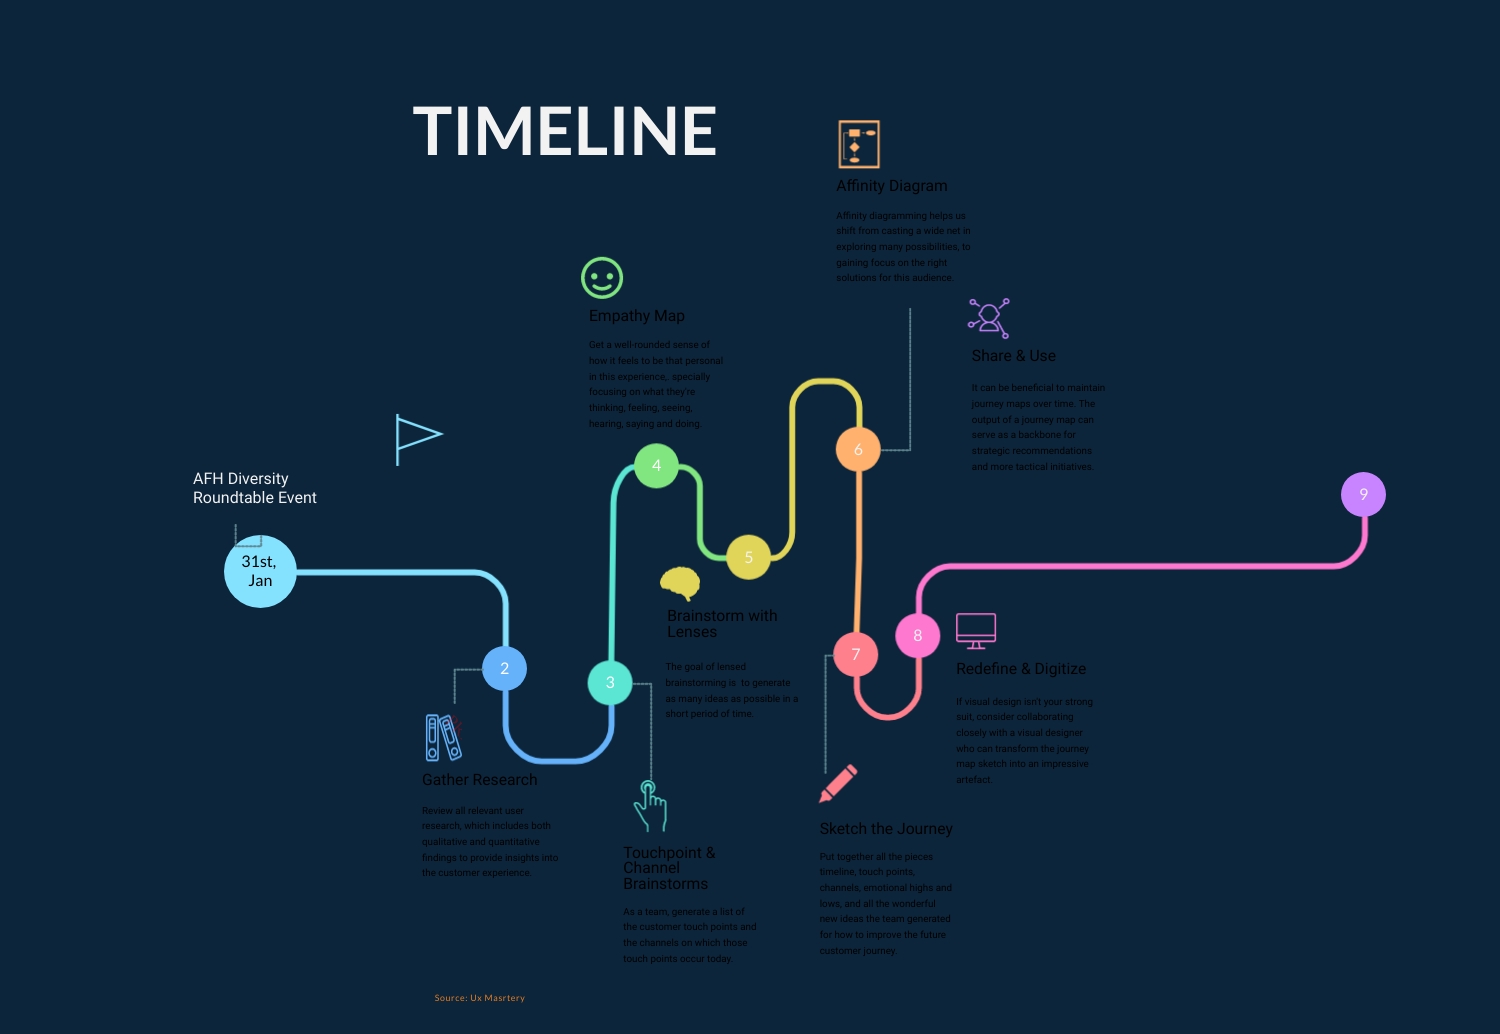 TIMELINE
AFH Diversity
Roundtable Event
31st,
Jan
2
Gather Research
Review all relevant user
research, which includes both
qualitative and quantitative
findings to provide insights into
the customer experience.
3
Touchpoint &
Channel
Brainstorms
As a team, generate a list of
the customer touch points and
the channels on which those
touch points occur today
4
Empathy Map
Get a well-rounded sense of
how it feels to be that personal
in this experience,. specially
focusing on what they're
thinking, feeling, seeing,
hearing, saying and doing.
5
Brainstorm with
Lenses
The goal of lensed
brainstorming is  to generate
as many ideas as possible in a
short period of time.
6
Affinity Diagram
Affinity diagramming helps us
shift from casting a wide net in
exploring many possibilities, to
gaining focus on the right
solutions for this audience.
7
Sketch the Journey
Put together all the pieces
timeline, touch points,
channels, emotional highs and
lows, and all the wonderful
new ideas the team generated
for how to improve the future
customer journey.
8
Redefine & Digitize
If visual design isn't your strong
suit, consider collaborating
closely with a visual designer
who can transform the journey
map sketch into an impressive
artefact.
9
Share & Use
It can be beneficial to maintain
journey maps over time. The
output of a journey map can
serve as a backbone for
strategic recommendations
and more tactical initiatives.
Source: Ux Masrtery